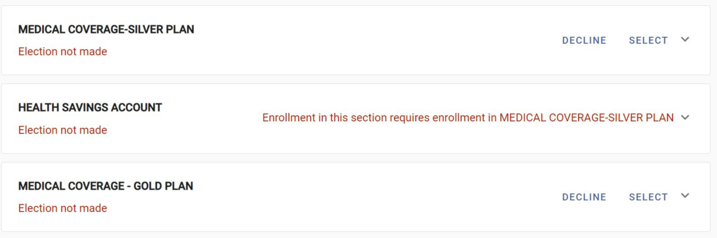 MEDICAL COVERAGE-SILVER PLAN
Election not made
DECLINE SELECT
HEALTH SAVINGS ACCOUNT
Election not made
Enrollment in this section requires enrollment in MEDICAL COVERAGE-SILVER PLAN
MEDICAL COVERAGE - GOLD PLAN
Election not made
DECLINE SELECT